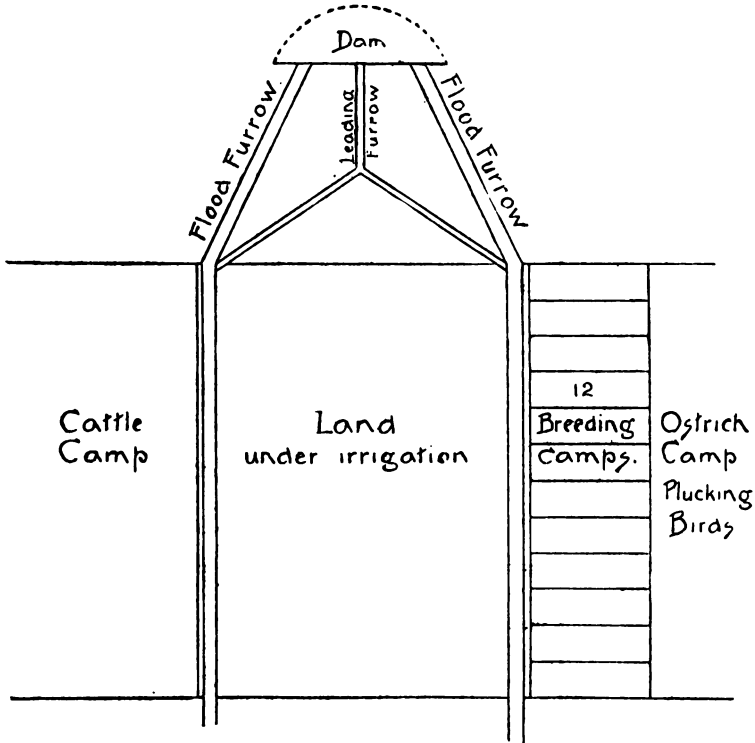 Dam
Flood Furrow
Leading
Furrow
Flood Furrow
Cattle
Camp
Land
under irrigation
12
Breeding
Camps.
Ostrich
Camp
Plucking
Birds